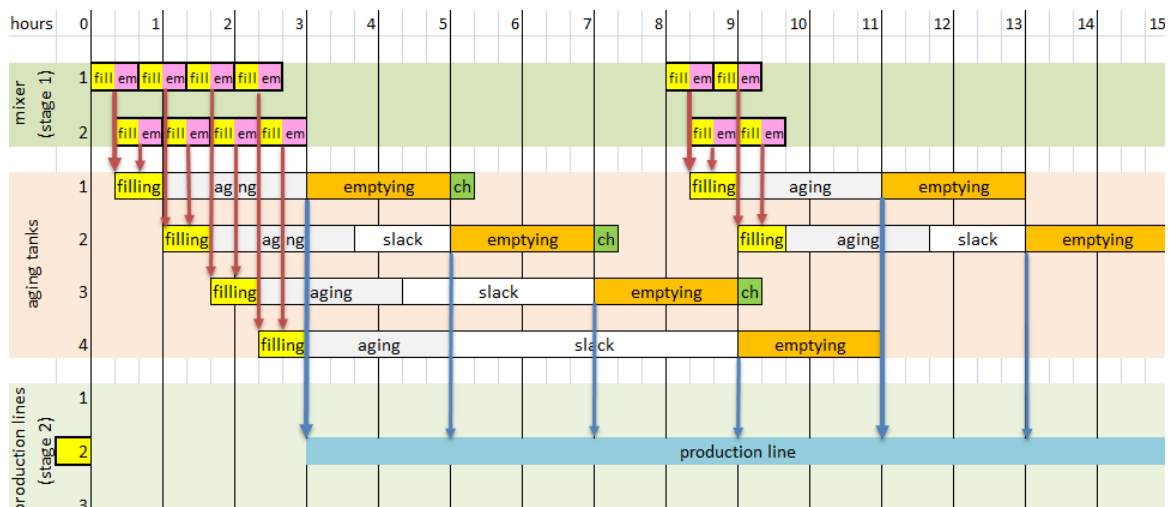 hours 0 1 2 3 4 5 6 7 8 9 10 11 12 13 14 15
mixer
(stage 1)
1 fill em fill em fill em fill em fill em fill em
2 fill em fill em fill em fill em fill em fill em
aging tanks
1 filling aging emptying ch filling aging emptying
2 filling aging slack emptying ch filling aging slack emptying
3 filling aging slack emptying ch
4 filling aging slack emptying
production lines
(stage 2)
1
2 production line
3